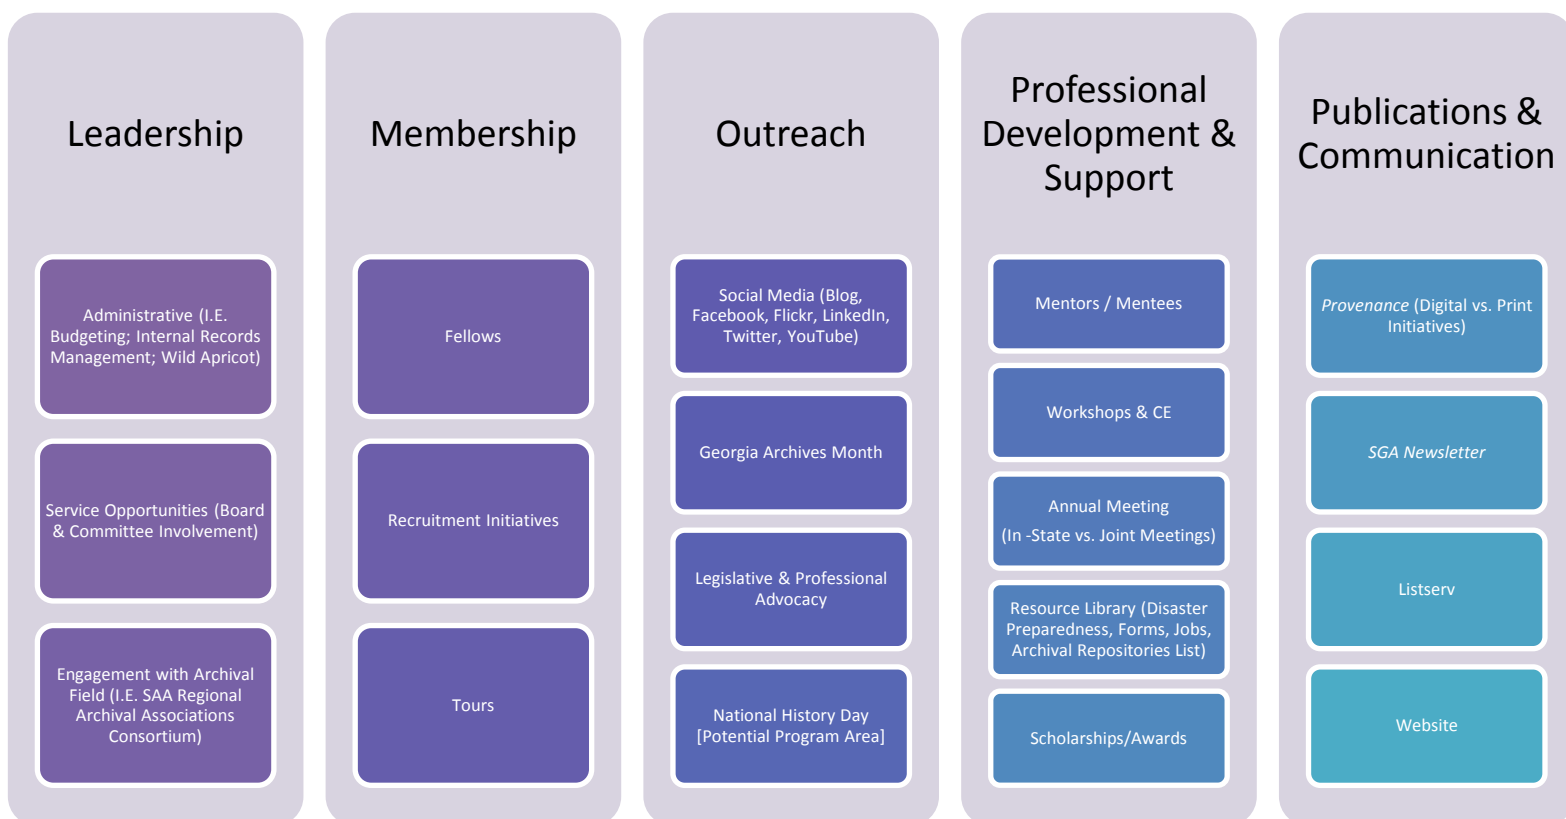 Leadership
Administrative (I.E.
Budgeting; Internal Records
Management; Wild Apricot)
Service Opportunities (Board
& Committee Involvement)
Engagement with Archival
Field (I.E. SAA Regional
Archival Associations
Consortium)
Membership
Fellows
Recruitment Initiatives
Tours
Outreach
Social Media (Blog,
Facebook, Flickr, LinkedIn,
Twitter, YouTube)
Georgia Archives Month
Legislative & Professional
Advocacy
National History Day
[Potential Program Area]
Professional
Development &
Support
Mentors / Mentees
Workshops & CE
Annual Meeting
(In -State vs. Joint Meetings)
Resource Library (Disaster
Preparedness, Forms, Jobs,
Archival Repositories List)
Scholarships/Awards
Publications &
Communication
Provenance (Digital vs. Print
Initiatives)
SGA Newsletter
Listserv
Website